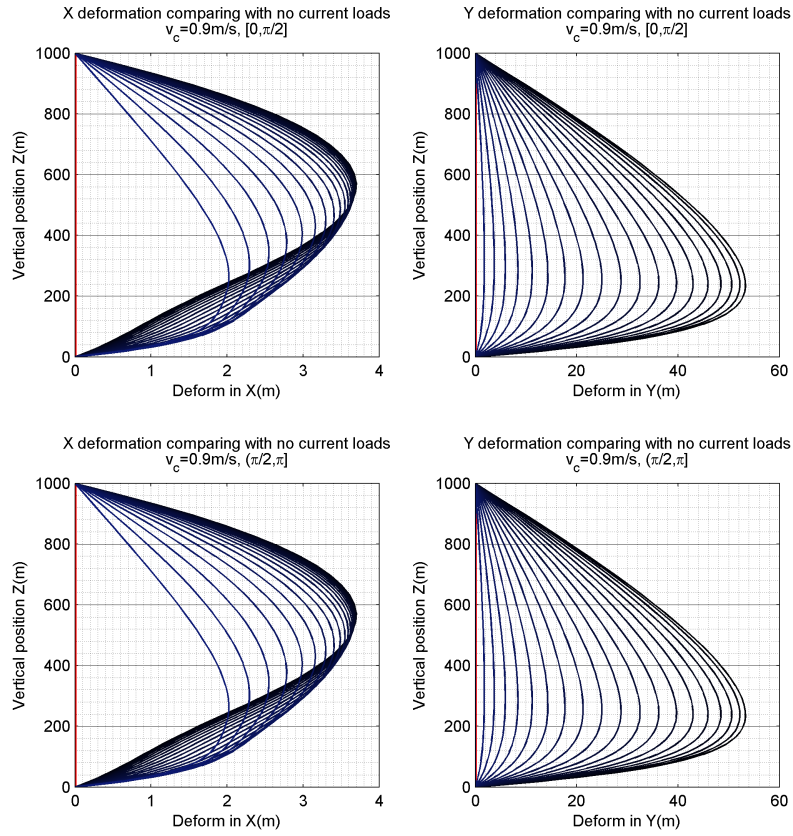 X deformation comparing with no current loads
v_c=0.9m/s, [0,π/2]
1000
800
600
400
200
0
Vertical position Z(m)
0 1 2 3 4
Deform in X(m)
Y deformation comparing with no current loads
v_c=0.9m/s, [0,π/2]
1000
800
600
400
200
0
Vertical position Z(m)
0 20 40 60
Deform in Y(m)
X deformation comparing with no current loads
v_c=0.9m/s, (π/2,π]
1000
800
600
400
200
0
Vertical position Z(m)
0 1 2 3 4
Deform in X(m)
Y deformation comparing with no current loads
v_c=0.9m/s, (π/2,π]
1000
800
600
400
200
0
Vertical position Z(m)
0 20 40 60
Deform in Y(m)